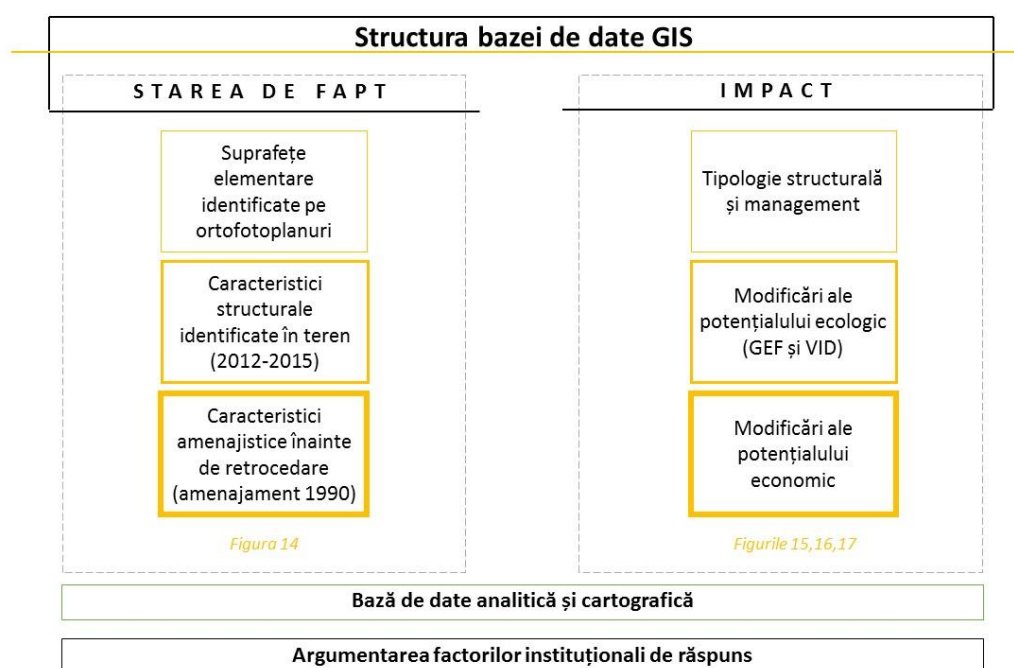 Structura bazei de date GIS
STAREA DE FAPT
Suprafețe
elementare
identificate pe
ortofotoplanuri
Caracteristici
structurale
identificate în teren
(2012-2015)
Caracteristici
amenajistice înainte
de retrocedare
(amenajament 1990)
Figura 14
IMPACT
Tipologie structurală
și management
Modificări ale
potențialului ecologic
(GEF și VID)
Modificări ale
potențialului
economic
Figurile 15,16,17
Bază de date analitică și cartografică
Argumentarea factorilor instituționali de răspuns